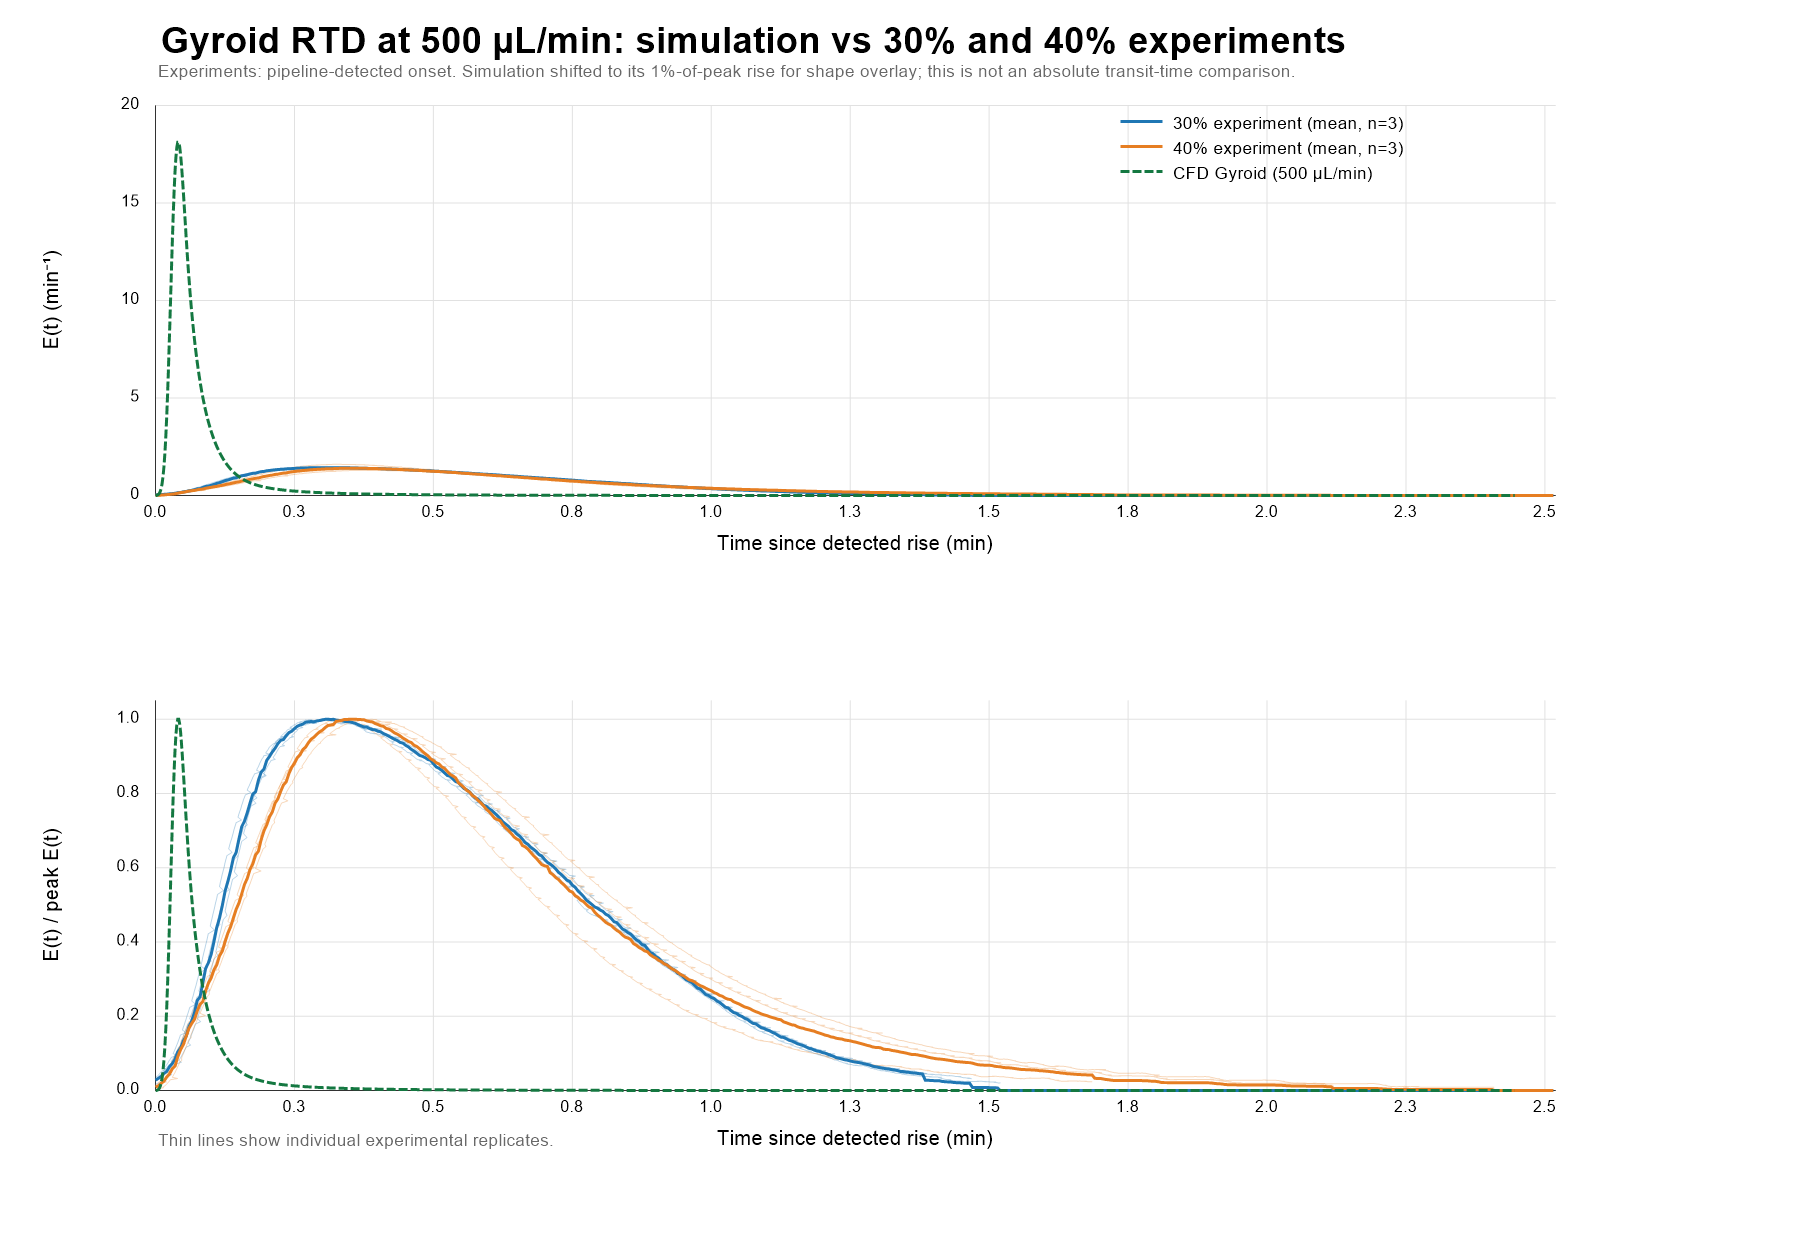 Gyroid RTD at 500 µL/min: simulation vs 30% and 40% experiments
Experiments: pipeline-detected onset. Simulation shifted to its 1%-of-peak rise for shape overlay; this is not an absolute transit-time comparison.
20
15
10
5
0
E(t) (min⁻¹)
30% experiment (mean, n=3)
40% experiment (mean, n=3)
CFD Gyroid (500 µL/min)
0.0 0.3 0.5 0.8 1.0 1.3 1.5 1.8 2.0 2.3 2.5
Time since detected rise (min)
1.0
0.8
0.6
0.4
0.2
0.0
E(t) / peak E(t)
0.0 0.3 0.5 0.8 1.0 1.3 1.5 1.8 2.0 2.3 2.5
Time since detected rise (min)
Thin lines show individual experimental replicates.